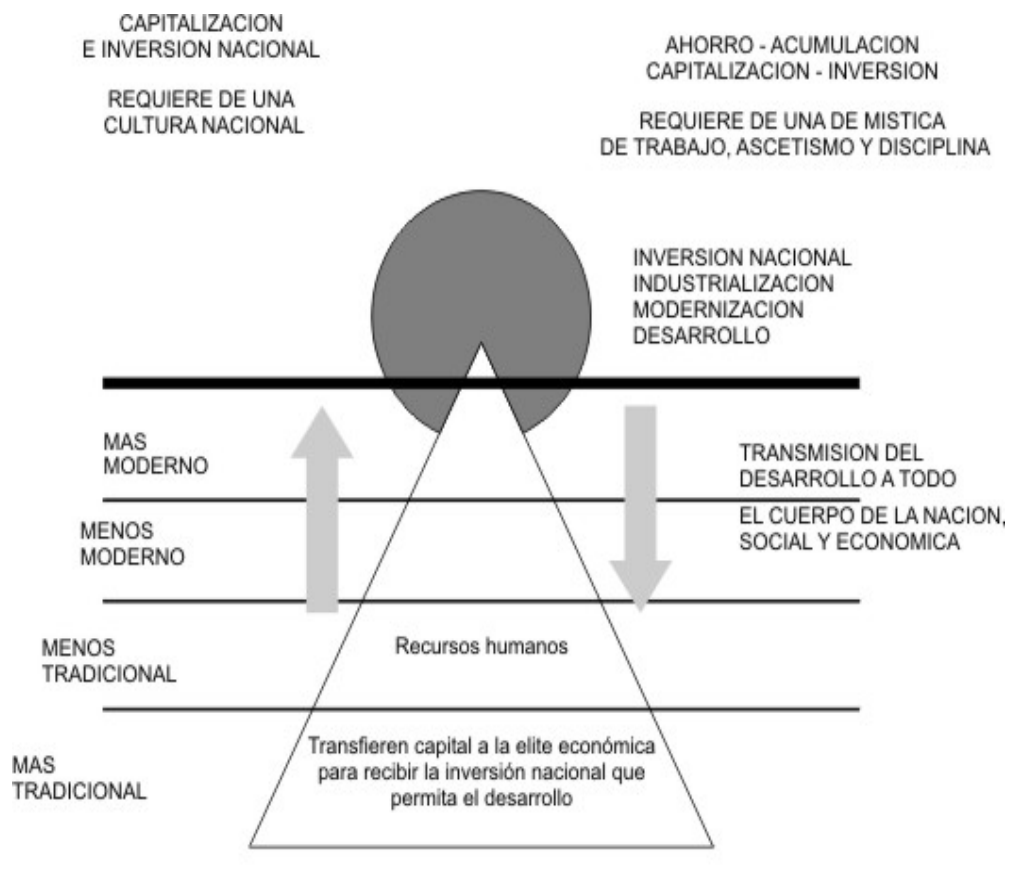 CAPITALIZACION
E INVERSION NACIONAL
REQUIERE DE UNA
CULTURA NACIONAL
AHORRO - ACUMULACION
CAPITALIZACION - INVERSION
REQUIERE DE UNA DE MISTICA
DE TRABAJO, ASCETISMO Y DISCIPLINA
INVERSION NACIONAL
INDUSTRIALIZACION
MODERNIZACION
DESARROLLO
MAS
MODERNO
TRANSMISION DEL
DESARROLLO A TODO
EL CUERPO DE LA NACION,
SOCIAL Y ECONOMICA
MENOS
MODERNO
MENOS
TRADICIONAL
Recursos humanos
MAS
TRADICIONAL
Transfieren capital a la elite económica
para recibir la inversión nacional que
permita el desarrollo